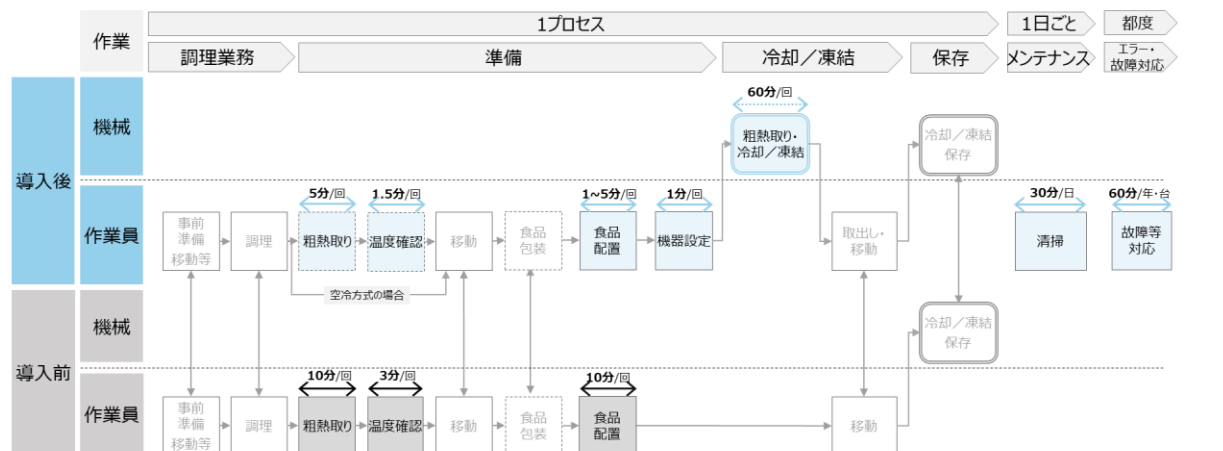 作業
1プロセス
1日ごと
都度
調理業務
準備
冷却／凍結
保存
メンテナンス
エラー・
故障対応
導入後
機械
60分/回
粗熱取り・
冷却／凍結
冷却／凍結
保存
作業員
5分/回
1.5分/回
1~5分/回
1分/回
30分/日
60分/年・台
事前
準備
移動等
調理
粗熱取り
温度確認
移動
食品
包装
食品
配置
機器設定
取出し・
移動
清掃
故障等
対応
空冷方式の場合
導入前
機械
冷却／凍結
保存
作業員
10分/回
3分/回
10分/回
事前
準備
移動等
調理
粗熱取り
温度確認
移動
食品
包装
食品
配置
移動